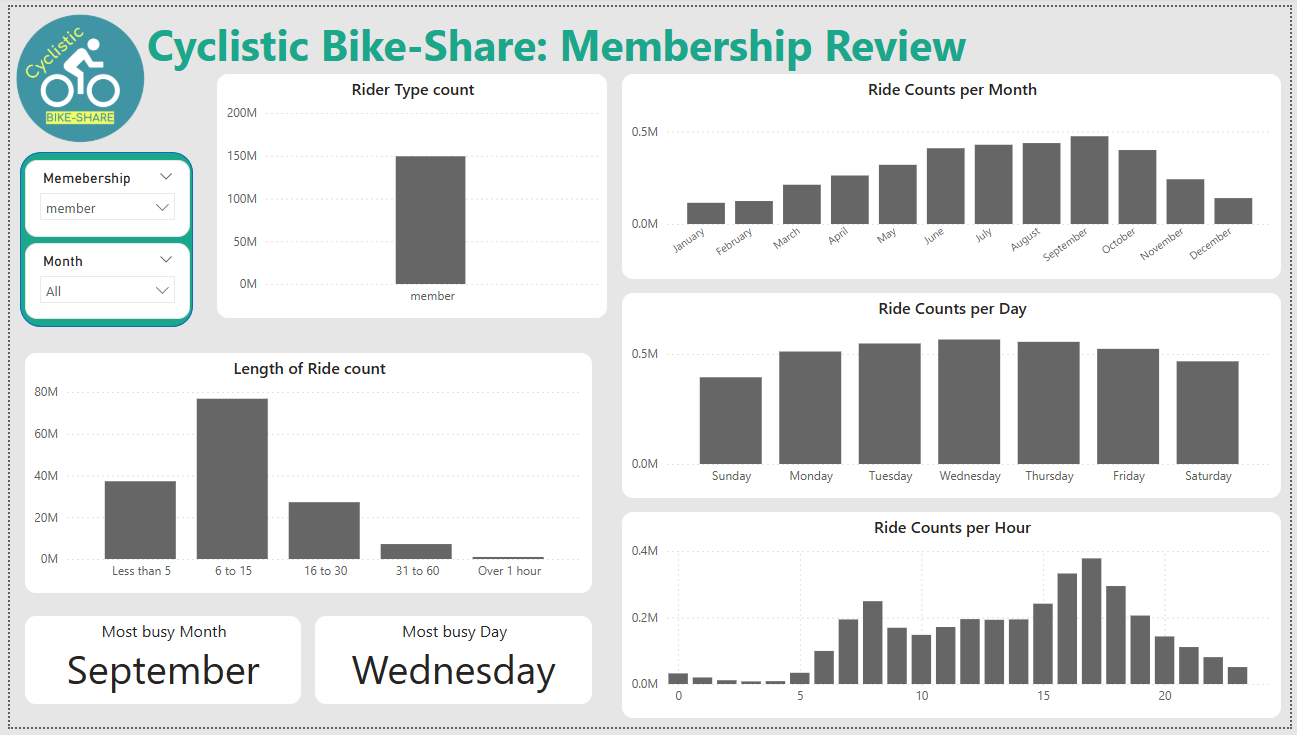 Cyclistic
BIKE-SHARE
Cyclistic Bike-Share: Membership Review
Memebership
member
Month
All
Rider Type count
200M
150M
100M
50M
0M
member
Ride Counts per Month
0.5M
0.0M
January February March April May June July August September October November December
Length of Ride count
80M
60M
40M
20M
0M
Less than 5 6 to 15 16 to 30 31 to 60 Over 1 hour
Ride Counts per Day
0.5M
0.0M
Sunday Monday Tuesday Wednesday Thursday Friday Saturday
Most busy Month
September
Most busy Day
Wednesday
Ride Counts per Hour
0.4M
0.2M
0.0M
0 5 10 15 20